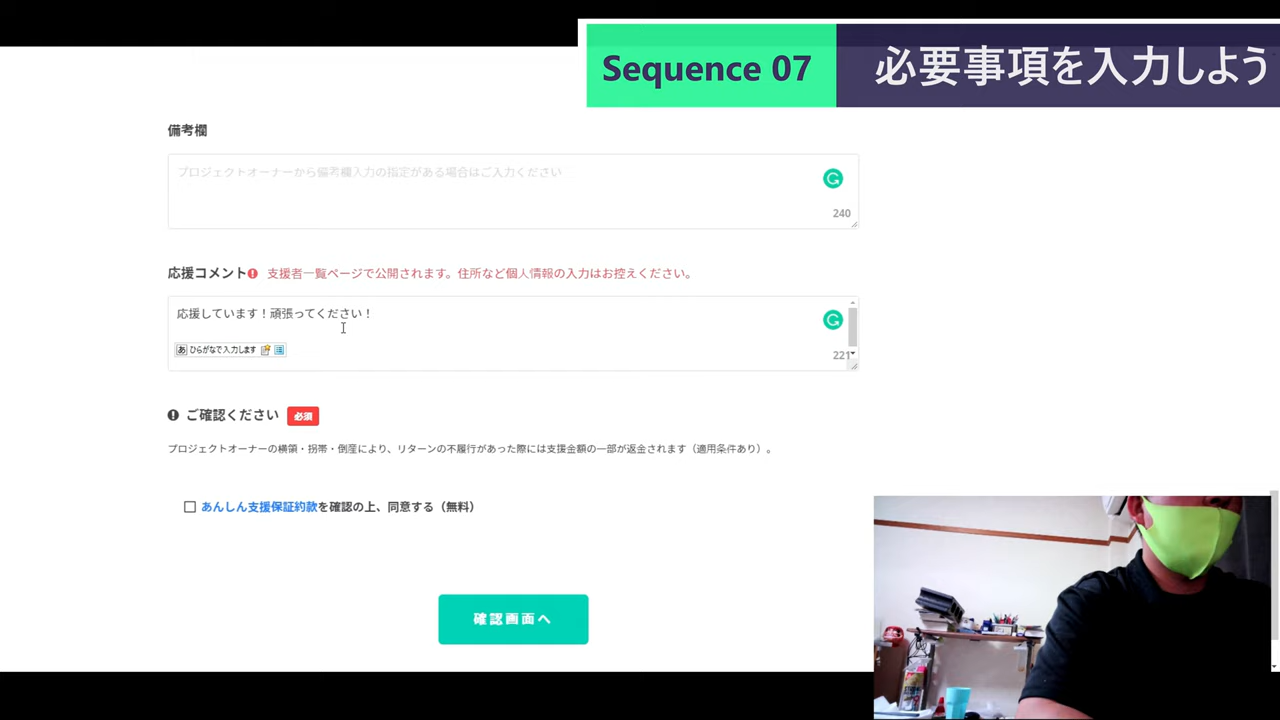 Sequence 07
必要事項を入力しよう
備考欄
プロジェクトオーナーから備考欄入力の指定がある場合はご入力ください
240
応援コメント 支援者一覧ページで公開されます。住所など個人情報の入力はお控えください。
応援しています！頑張ってください！
あ ひらがなで入力します
221
ご確認ください 必須
プロジェクトオーナーの横領・拐帯・倒産により、リターンの不履行があった際には支援金額の一部が返金されます（適用条件あり）。
あんしん支援保証約款を確認の上、同意する（無料）
確認画面へ